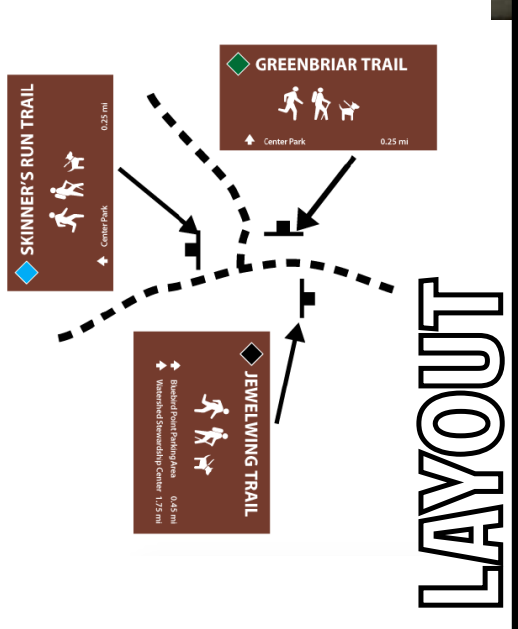 GREENBRIAR TRAIL
Center Park 0.25 mi
SKINNER'S RUN TRAIL
Center Park 0.25 mi
JEWELWING TRAIL
Bluebird Point Parking Area 0.45 mi
Watershed Stewardship Center 1.75 mi
LAYOUT